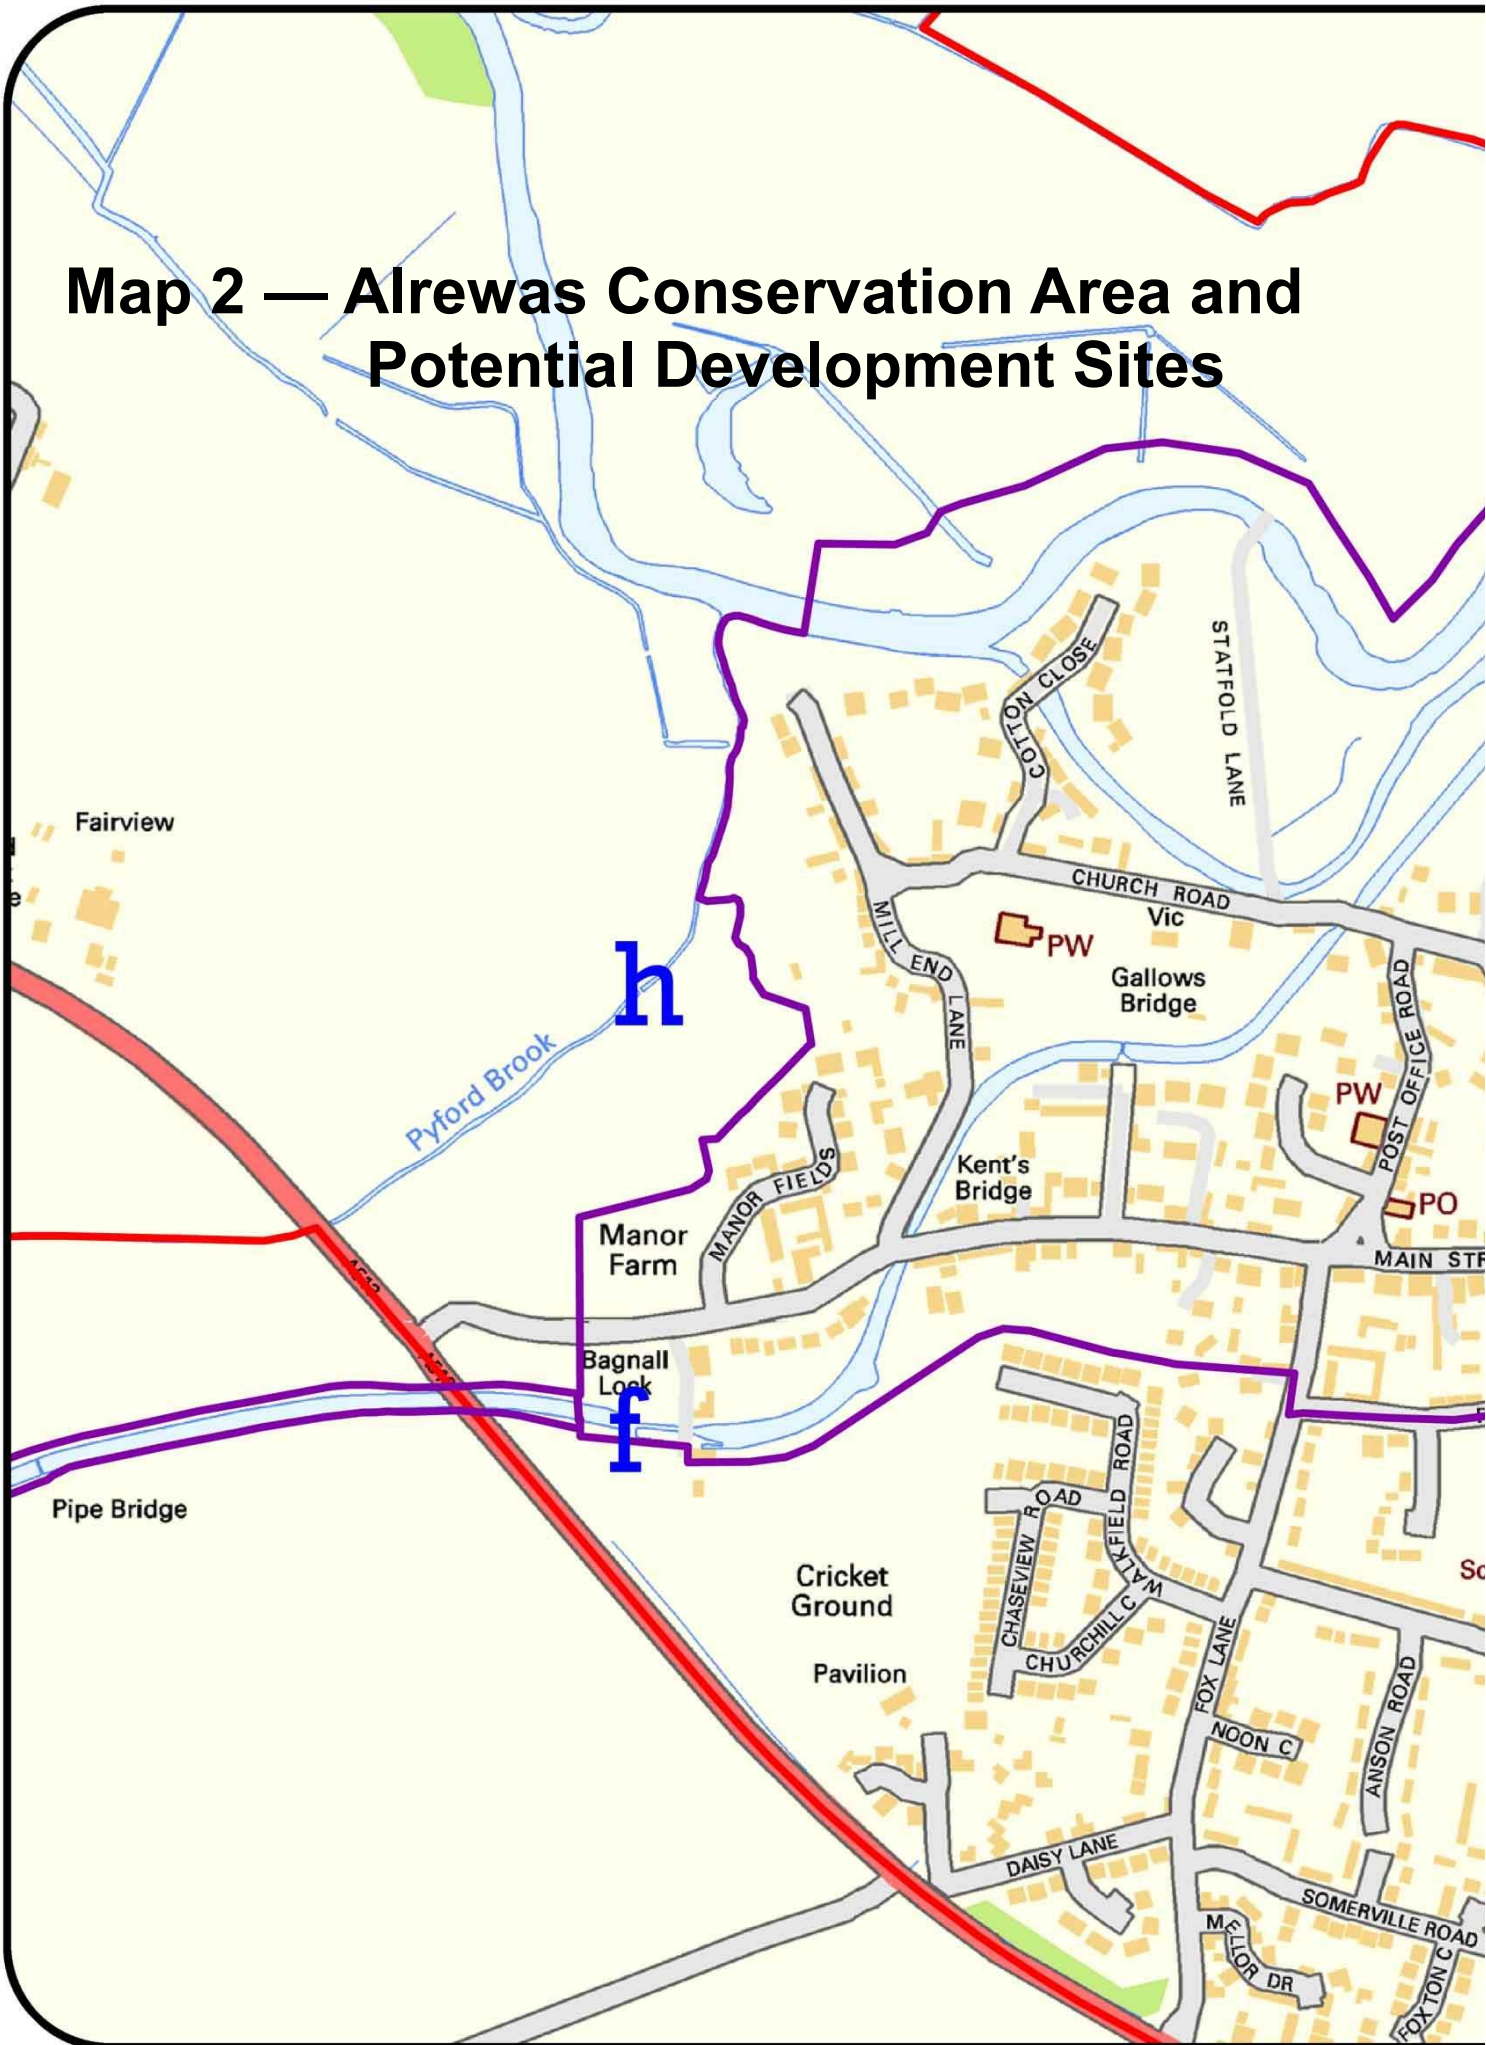 Map 2 — Alrewas Conservation Area and
Potential Development Sites
COTTON CLOSE
STATFOLD LANE
Fairview
e
CHURCH ROAD
Vic
PW
MILL END LANE
Gallows
Bridge
h
POST OFFICE ROAD
Pyford Brook
PW
Kent's
Bridge
MANOR FIELDS
PO
Manor
Farm
MAIN STR
Bagnall
Lock
f
Pipe Bridge
WALKFIELD ROAD
CHASEVIEW ROAD
Cricket
Ground
Sc
CHURCHILL C
Pavilion
FOX LANE
ANSON ROAD
NOON C
DAISY LANE
SOMERVILLE ROAD
MELLOR DR
FOXTON C